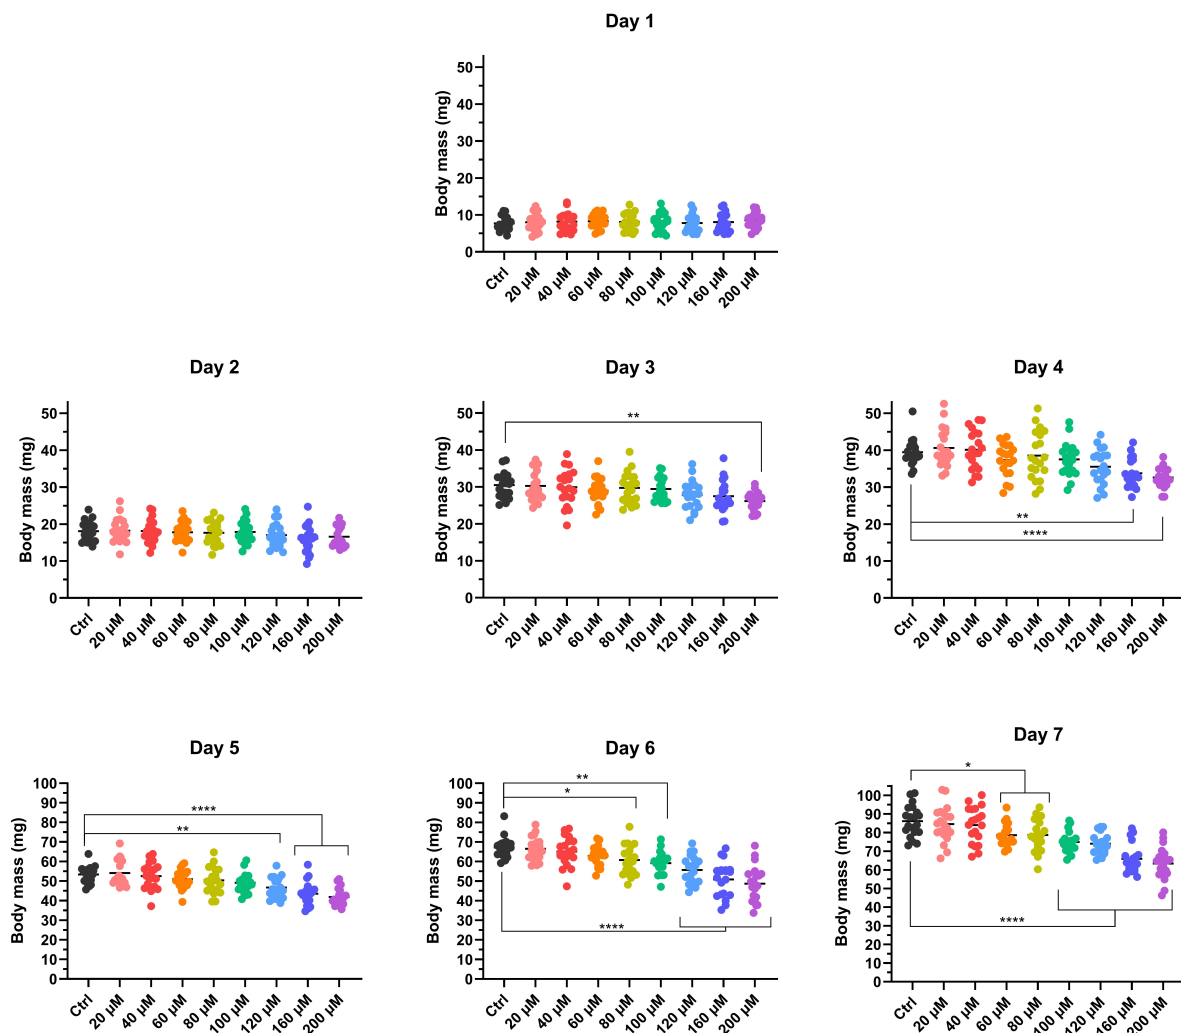 Day 1
Body mass (mg)
50
40
30
20
10
0
Ctrl
20 µM
40 µM
60 µM
80 µM
100 µM
120 µM
160 µM
200 µM
Day 2
Body mass (mg)
50
40
30
20
10
0
Ctrl
20 µM
40 µM
60 µM
80 µM
100 µM
120 µM
160 µM
200 µM
Day 3
Body mass (mg)
50
40
30
20
10
0
**
Ctrl
20 µM
40 µM
60 µM
80 µM
100 µM
120 µM
160 µM
200 µM
Day 4
Body mass (mg)
50
40
30
20
10
0
**
****
Ctrl
20 µM
40 µM
60 µM
80 µM
100 µM
120 µM
160 µM
200 µM
Day 5
Body mass (mg)
100
90
80
70
60
50
40
30
20
10
0
****
**
Ctrl
20 µM
40 µM
60 µM
80 µM
100 µM
120 µM
160 µM
200 µM
Day 6
Body mass (mg)
100
90
80
70
60
50
40
30
20
10
0
**
*
****
Ctrl
20 µM
40 µM
60 µM
80 µM
100 µM
120 µM
160 µM
200 µM
Day 7
Body mass (mg)
100
90
80
70
60
50
40
30
20
10
0
*
****
Ctrl
20 µM
40 µM
60 µM
80 µM
100 µM
120 µM
160 µM
200 µM